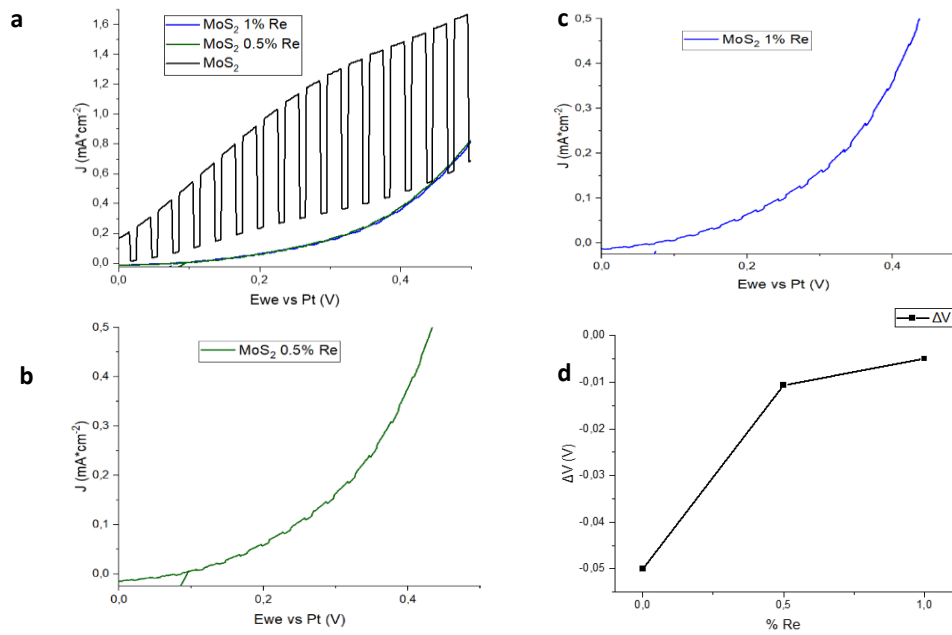 a
MoS2 1% Re
MoS2 0.5% Re
MoS2
1,6
1,4
1,2
1,0
0,8
0,6
0,4
0,2
0,0
J (mA*cm-2)
0,0 0,2 0,4
Ewe vs Pt (V)
c
MoS2 1% Re
0,5
0,4
0,3
0,2
0,1
0,0
J (mA*cm-2)
0,0 0,2 0,4
Ewe vs Pt (V)
b
MoS2 0.5% Re
0,5
0,4
0,3
0,2
0,1
0,0
J (mA*cm-2)
0,0 0,2 0,4
Ewe vs Pt (V)
d
ΔV
0,00
-0,01
-0,02
-0,03
-0,04
-0,05
ΔV (V)
0,0 0,5 1,0
% Re